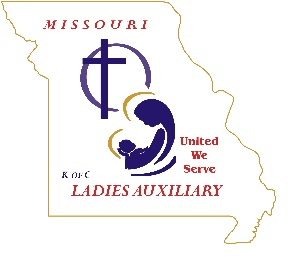 MISSOURI
United
We
Serve
K OF C
LADIES AUXILIARY